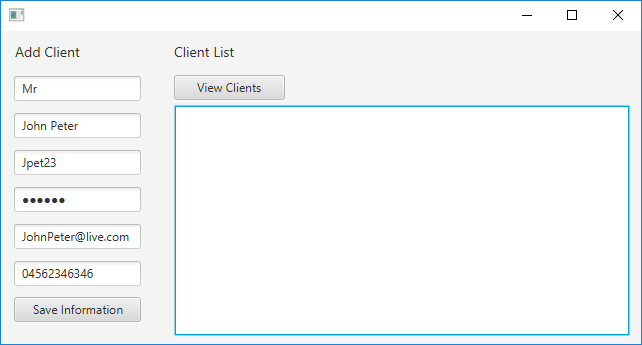 Add Client
Mr
John Peter
Jpet23
●●●●●●
JohnPeter@live.com
04562346346
Save Information
Client List
View Clients